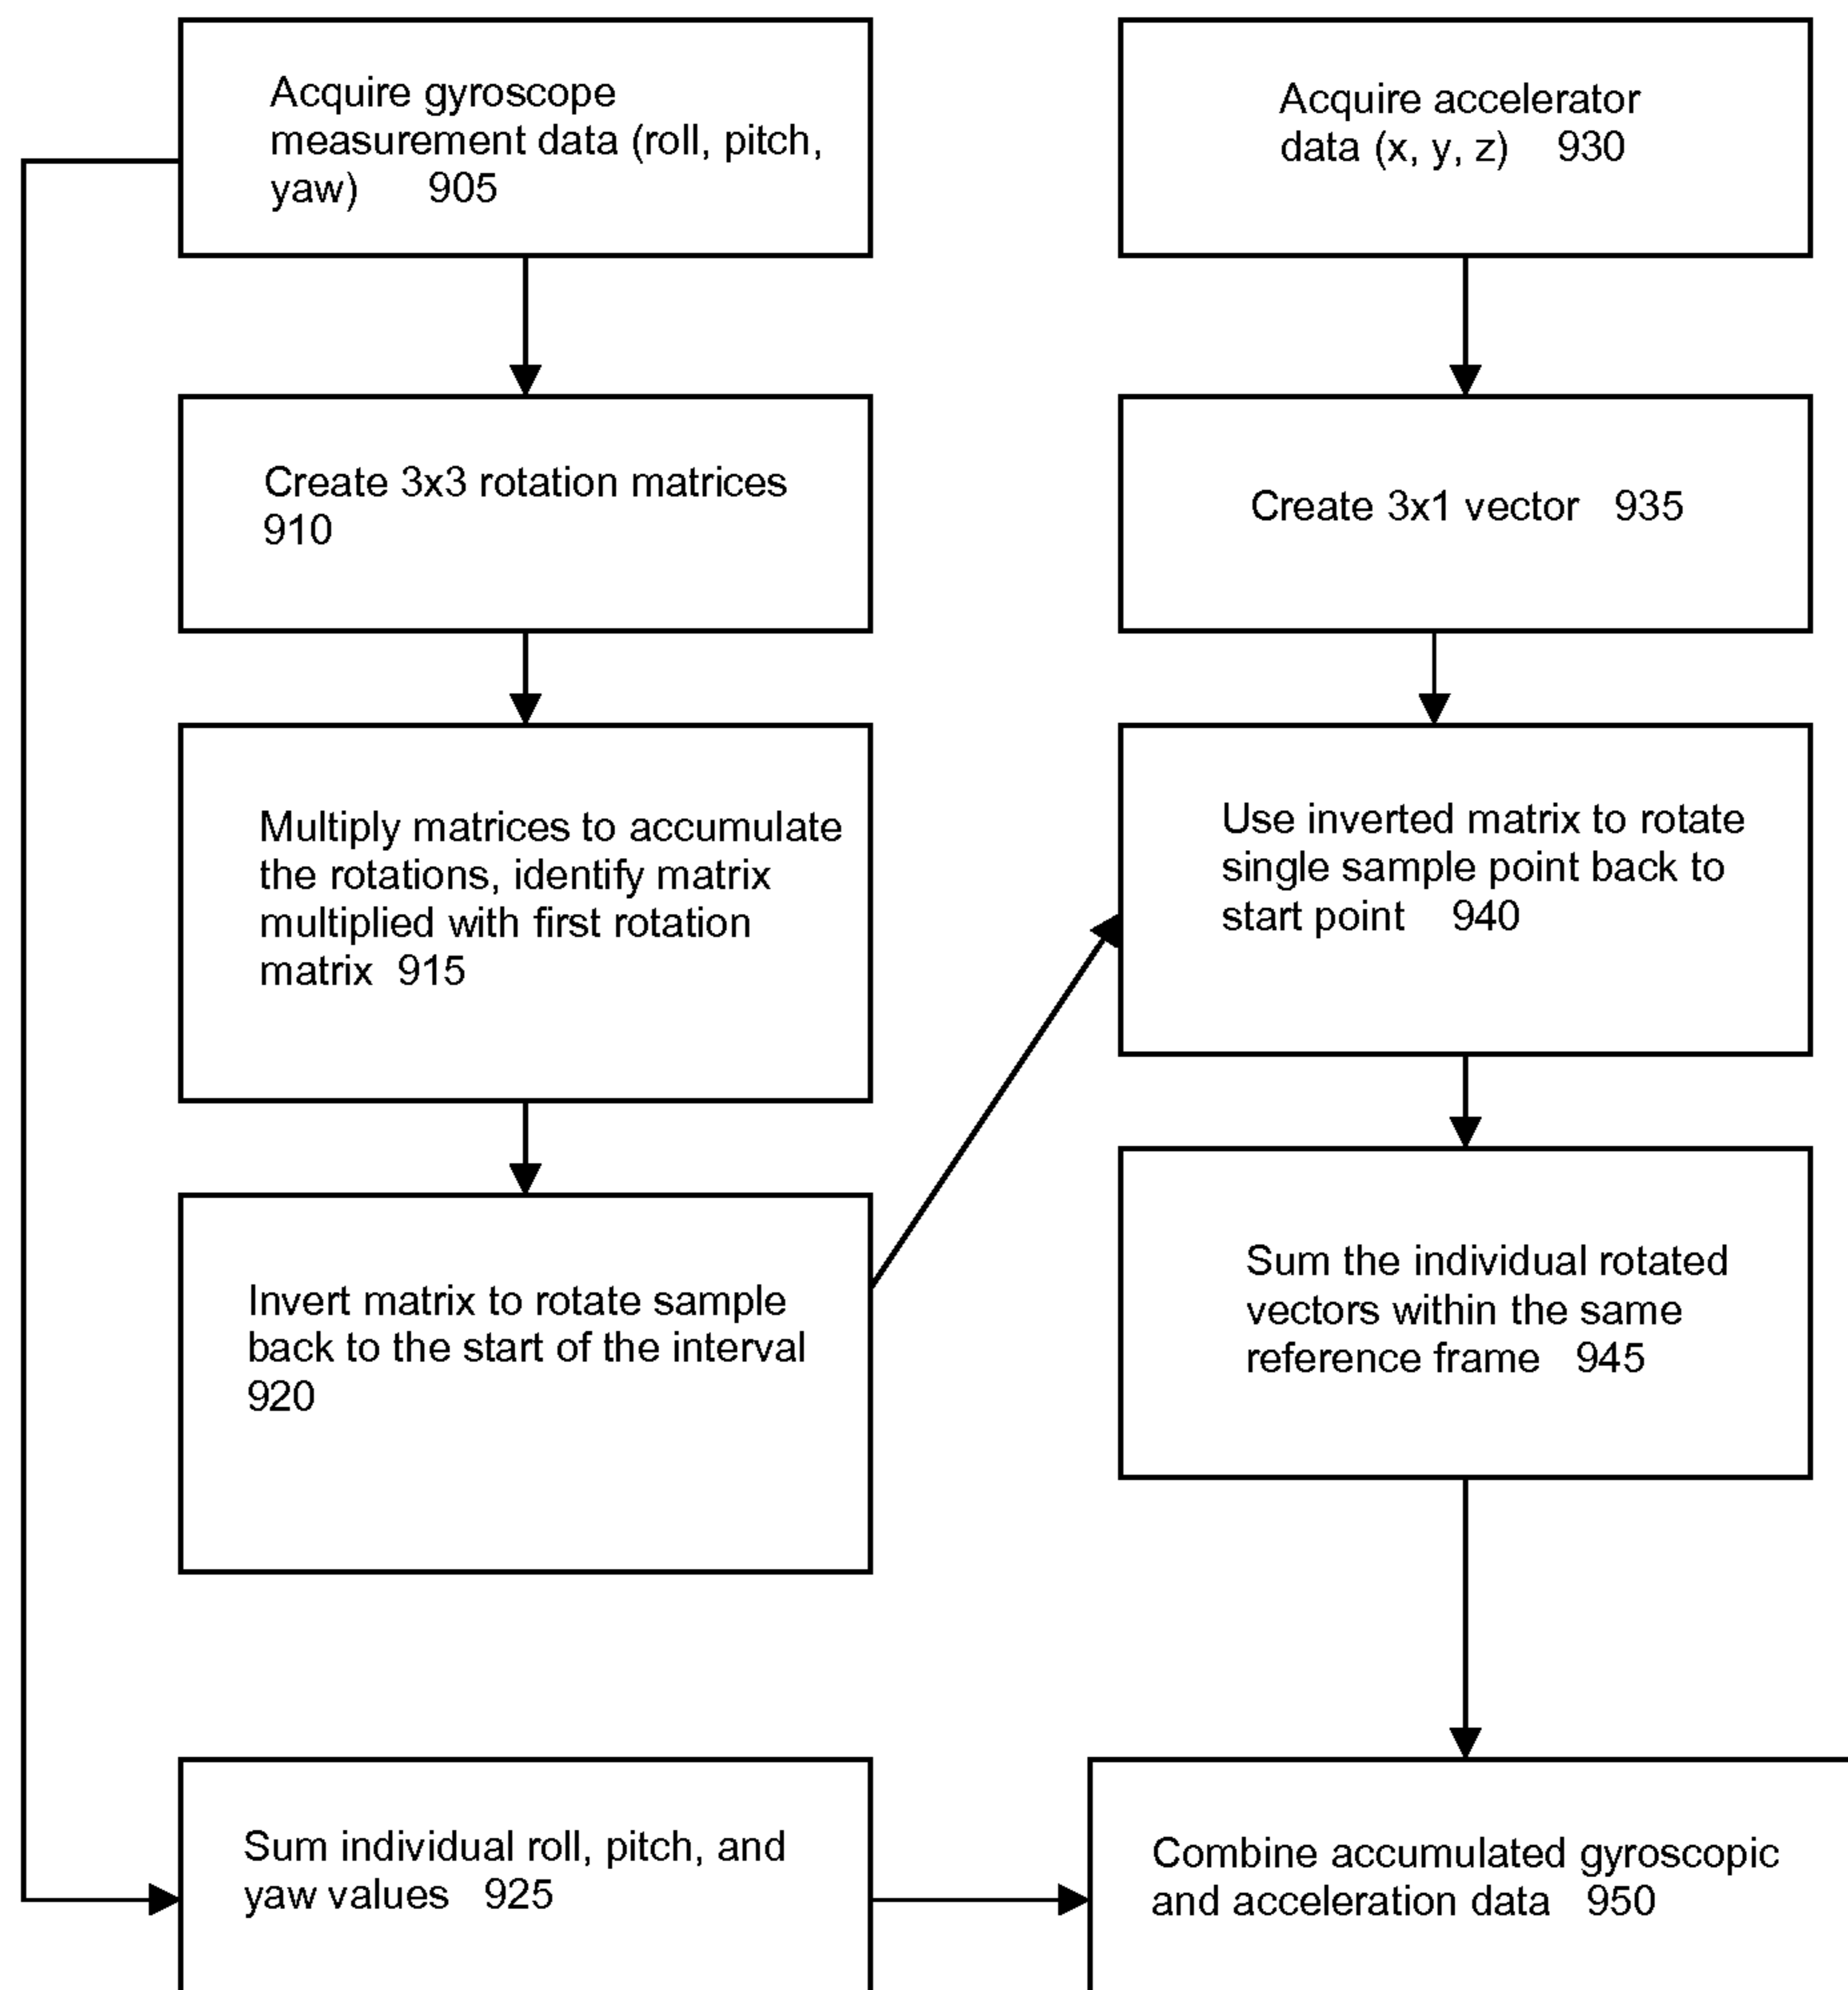 Acquire gyroscope
measurement data (roll, pitch,
yaw) 905
Create 3x3 rotation matrices
910
Multiply matrices to accumulate
the rotations, identify matrix
multiplied with first rotation
matrix 915
Invert matrix to rotate sample
back to the start of the interval
920
Sum individual roll, pitch, and
yaw values 925
Acquire accelerator
data (x, y, z) 930
Create 3x1 vector 935
Use inverted matrix to rotate
single sample point back to
start point 940
Sum the individual rotated
vectors within the same
reference frame 945
Combine accumulated gyroscopic
and acceleration data 950